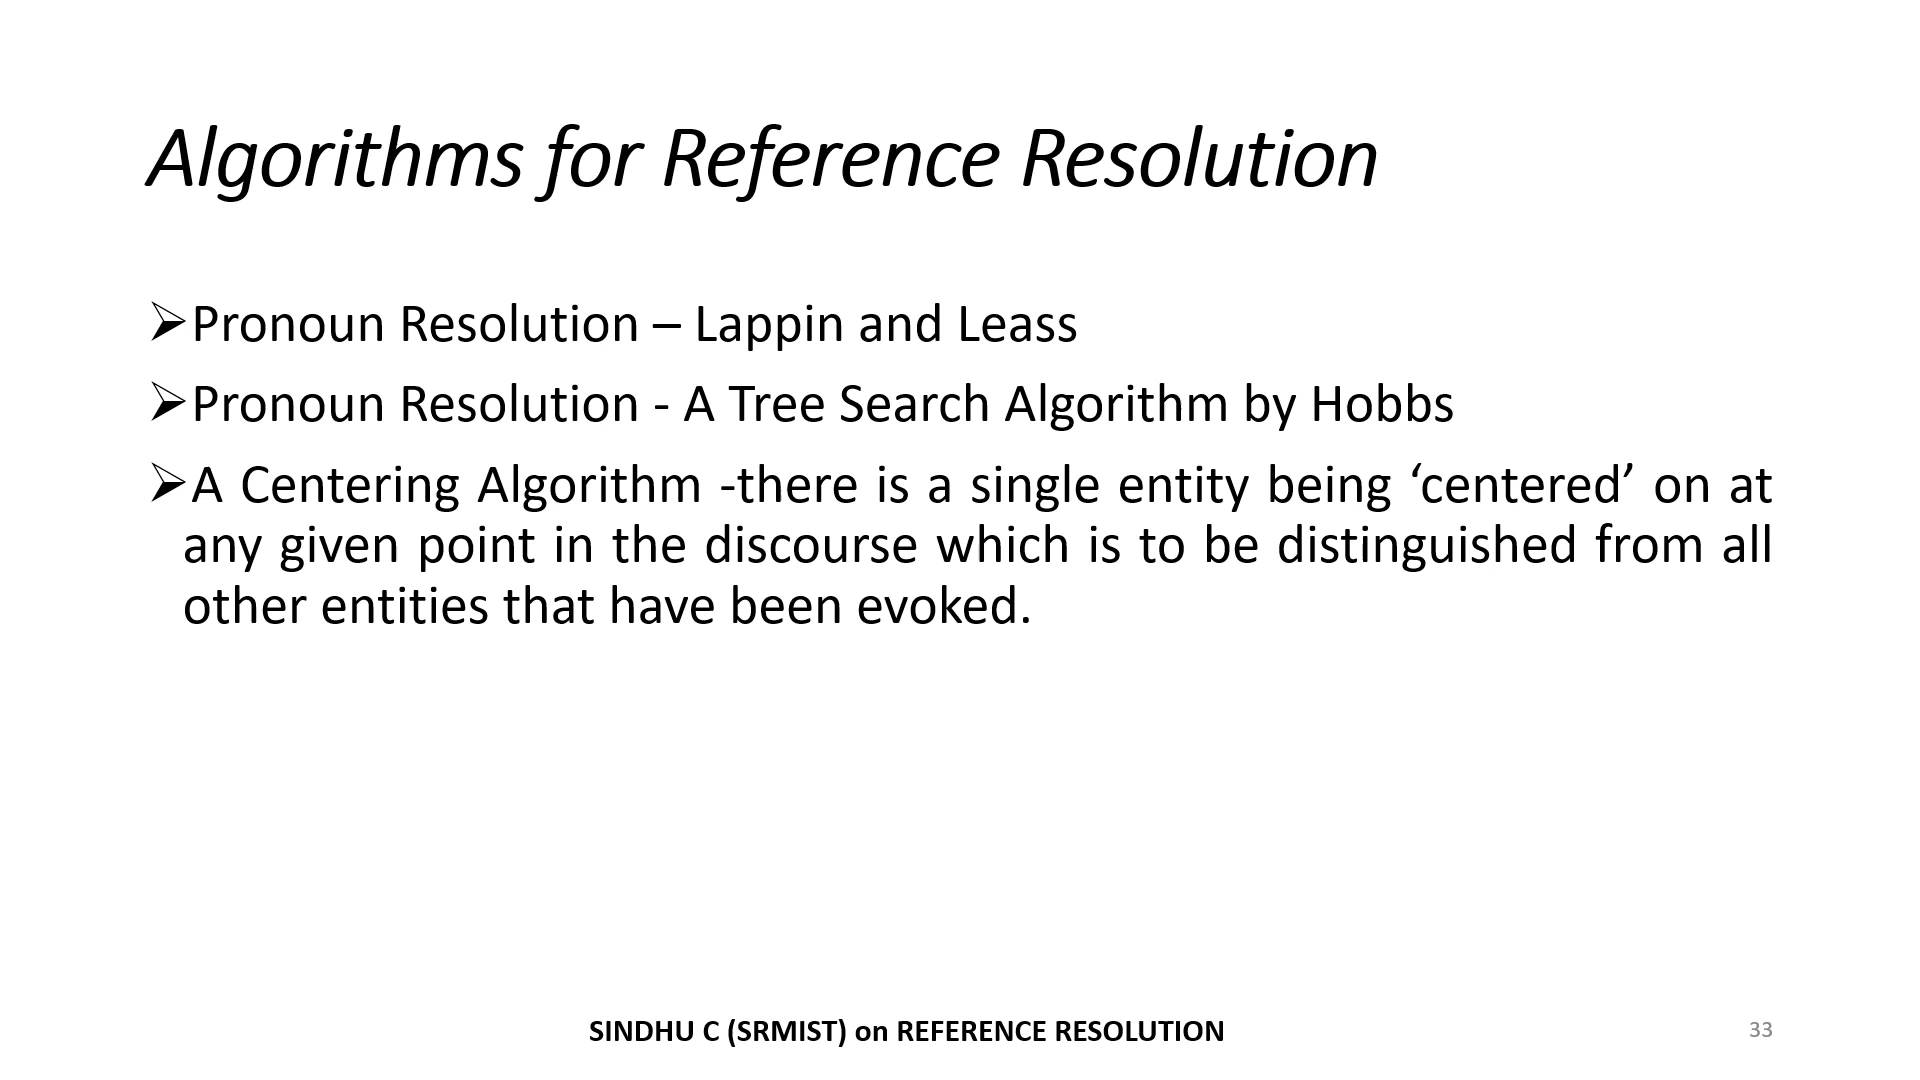 Algorithms for Reference Resolution
➢Pronoun Resolution – Lappin and Leass
➢Pronoun Resolution - A Tree Search Algorithm by Hobbs
➢A Centering Algorithm -there is a single entity being ‘centered’ on at
any given point in the discourse which is to be distinguished from all
other entities that have been evoked.
SINDHU C (SRMIST) on REFERENCE RESOLUTION
33